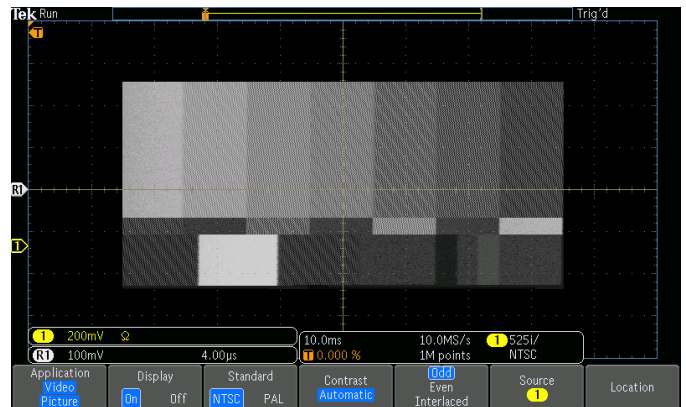 Tek Run Trig'd
T
R1
1
1 200mV Ω
R1 100mV 4.00µs
10.0ms 10.0MS/s 1 525i/
T 0.000 % 1M points NTSC
Application
Video
Picture
Display
On Off
Standard
NTSC PAL
Contrast
Automatic
Odd
Even
Interlaced
Source
1
Location